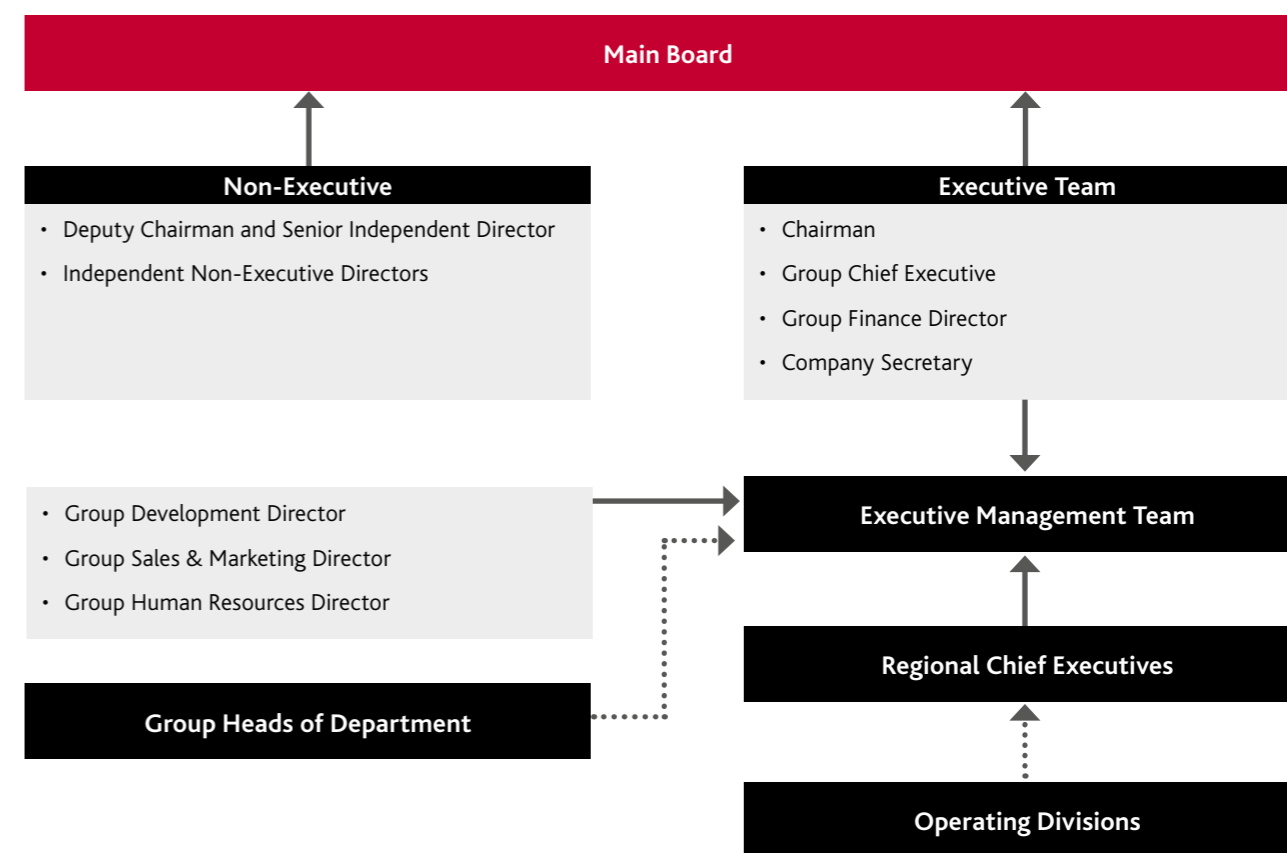 Main Board
Non-Executive
• Deputy Chairman and Senior Independent Director
• Independent Non-Executive Directors
Executive Team
• Chairman
• Group Chief Executive
• Group Finance Director
• Company Secretary
• Group Development Director
• Group Sales & Marketing Director
• Group Human Resources Director
Executive Management Team
Regional Chief Executives
Group Heads of Department
Operating Divisions